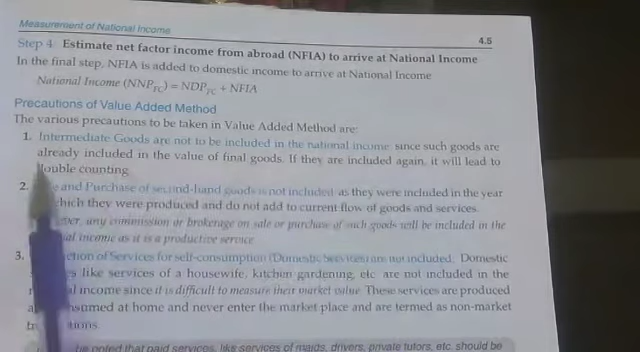 Measurement of National Income
4.5
Step 4 Estimate net factor income from abroad (NFIA) to arrive at National Income
In the final step, NFIA is added to domestic income to arrive at National Income
National Income (NNP_FC) = NDP_FC + NFIA
Precautions of Value Added Method
The various precautions to be taken in Value Added Method are:
1. Intermediate Goods are not to be included in the national income since such goods are
already included in the value of final goods. If they are included again, it will lead to
double counting
2. and Purchase of second-hand goods is not included as they were included in the year
which they were produced and do not add to current flow of goods and services.
any commission or brokerage on sale or purchase of such goods will be included in the
income as it is a productive service
3. of Services for self-consumption (Domestic Services) are not included. Domestic
like services of a housewife, kitchen gardening, etc are not included in the
income since it is difficult to measure their market value. These services are produced
consumed at home and never enter the market place and are termed as non-market
be noted that paid services, like services of maids, drivers, private tutors, etc. should be